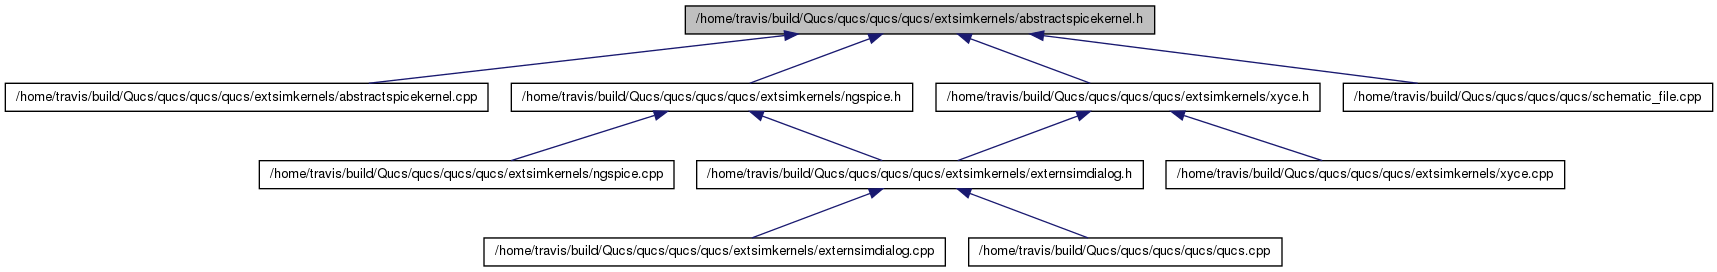 /home/travis/build/Qucs/qucs/qucs/qucs/extsimkernels/abstractspicekernel.h
/home/travis/build/Qucs/qucs/qucs/qucs/extsimkernels/abstractspicekernel.cpp
/home/travis/build/Qucs/qucs/qucs/qucs/extsimkernels/ngspice.h
/home/travis/build/Qucs/qucs/qucs/qucs/extsimkernels/xyce.h
/home/travis/build/Qucs/qucs/qucs/qucs/schematic_file.cpp
/home/travis/build/Qucs/qucs/qucs/qucs/extsimkernels/ngspice.cpp
/home/travis/build/Qucs/qucs/qucs/qucs/extsimkernels/externsimdialog.h
/home/travis/build/Qucs/qucs/qucs/qucs/extsimkernels/xyce.cpp
/home/travis/build/Qucs/qucs/qucs/qucs/extsimkernels/externsimdialog.cpp
/home/travis/build/Qucs/qucs/qucs/qucs/qucs.cpp